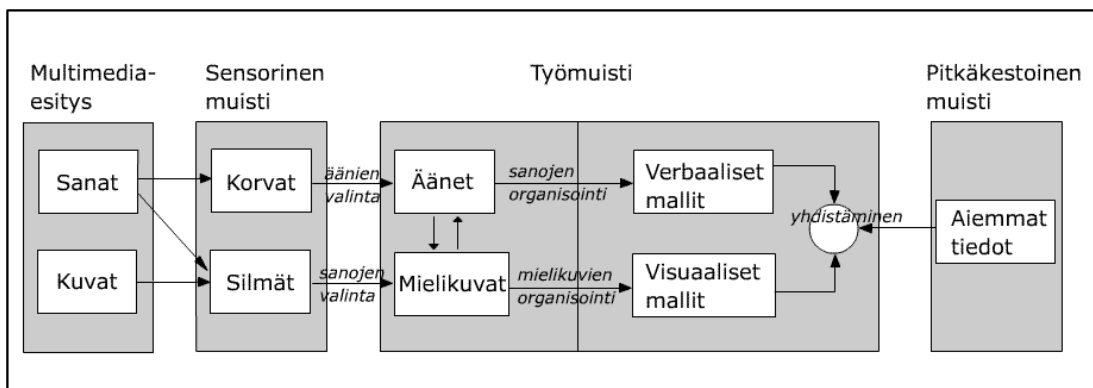 Multimedia-
esitys
Sensorinen
muisti
Työmuisti
Pitkäkestoinen
muisti
Sanat
Kuvat
Korvat
Silmät
äänien
valinta
sanojen
valinta
Äänet
Mielikuvat
sanojen
organisointi
mielikuvien
organisointi
Verbaaliset
mallit
Visuaaliset
mallit
yhdistäminen
Aiemmat
tiedot